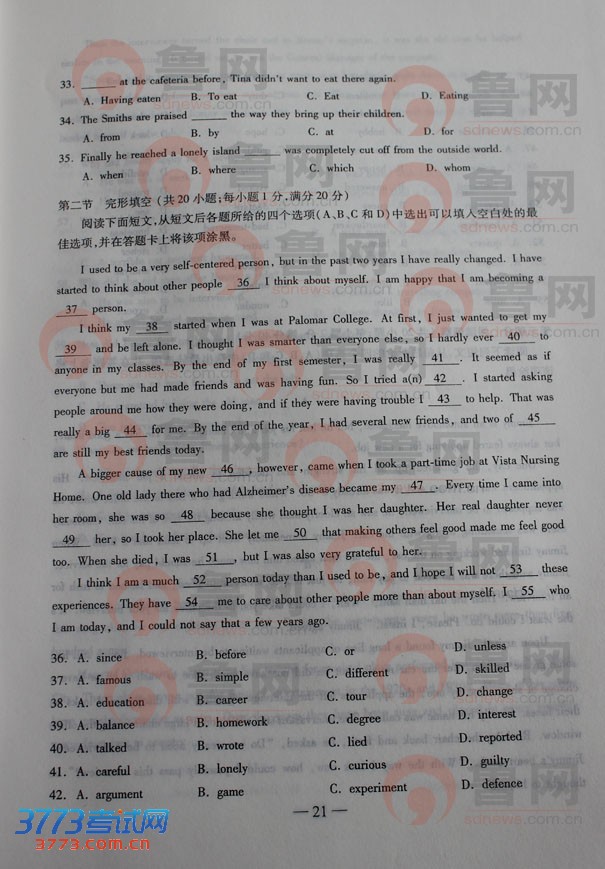 33. ______ at the cafeteria before, Tina didn't want to eat there again.
A. Having eaten B. To eat C. Eat D. Eating
34. The Smiths are praised ______ the way they bring up their children.
A. from B. by C. at D. for
35. Finally he reached a lonely island ______ was completely cut off from the outside world.
A. when B. where C. which D. whom
第二节 完形填空(共20小题;每小题1分,满分20分)
阅读下面短文,从短文后各题所给的四个选项(A、B、C和D)中选出可以填入空白处的最
佳选项,并在答题卡上将该项涂黑。
I used to be a very self-centered person, but in the past two years I have really changed. I have
started to think about other people 36 I think about myself. I am happy that I am becoming a
37 person.
I think my 38 started when I was at Palomar College. At first, I just wanted to get my
39 and be left alone. I thought I was smarter than everyone else, so I hardly ever 40 to
anyone in my classes. By the end of my first semester, I was really 41 . It seemed as if
everyone but me had made friends and was having fun. So I tried a(n) 42 . I started asking
people around me how they were doing, and if they were having trouble I 43 to help. That was
really a big 44 for me. By the end of the year, I had several new friends, and two of 45
are still my best friends today.
A bigger cause of my new 46 , however, came when I took a part-time job at Vista Nursing
Home. One old lady there who had Alzheimer's disease became my 47 . Every time I came into
her room, she was so 48 because she thought I was her daughter. Her real daughter never
49 her, so I took her place. She let me 50 that making others feel good made me feel good
too. When she died, I was 51 , but I was also very grateful to her.
I think I am a much 52 person today than I used to be, and I hope I will not 53 these
experiences. They have 54 me to care about other people more than about myself. I 55 who
I am today, and I could not say that a few years ago.
36. A. since B. before C. or D. unless
37. A. famous B. simple C. different D. skilled
38. A. education B. career C. tour D. change
39. A. balance B. homework C. degree D. interest
40. A. talked B. wrote C. lied D. reported
41. A. careful B. lonely C. curious D. guilty
42. A. argument B. game C. experiment D. defence
— 21 —
3773考试网
3773.com.cn
鲁网
sdnews.com.cn